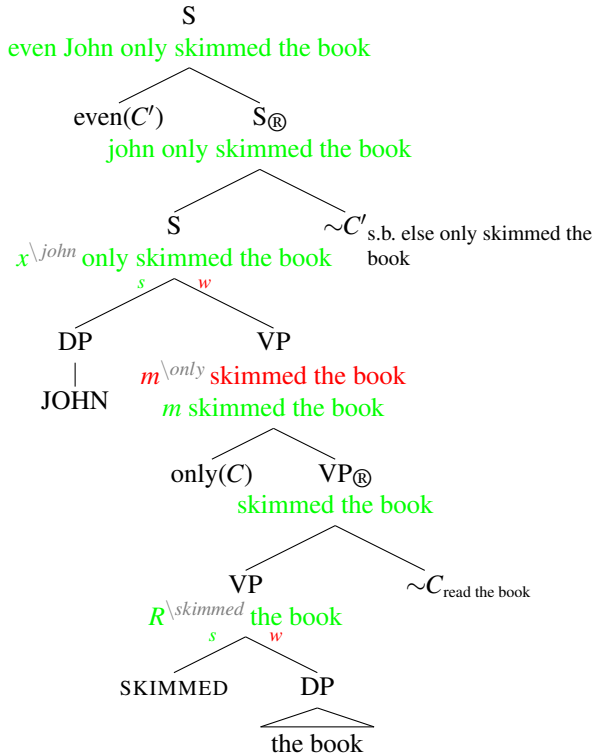 S
even John only skimmed the book
even(C′) SⓇ
john only skimmed the book
S ∼C′ s.b. else only skimmed the
book
x\john only skimmed the book
s w
DP VP
JOHN
m\only skimmed the book
m skimmed the book
only(C) VPⓇ
skimmed the book
VP ∼C read the book
R\skimmed the book
s w
SKIMMED DP
the book